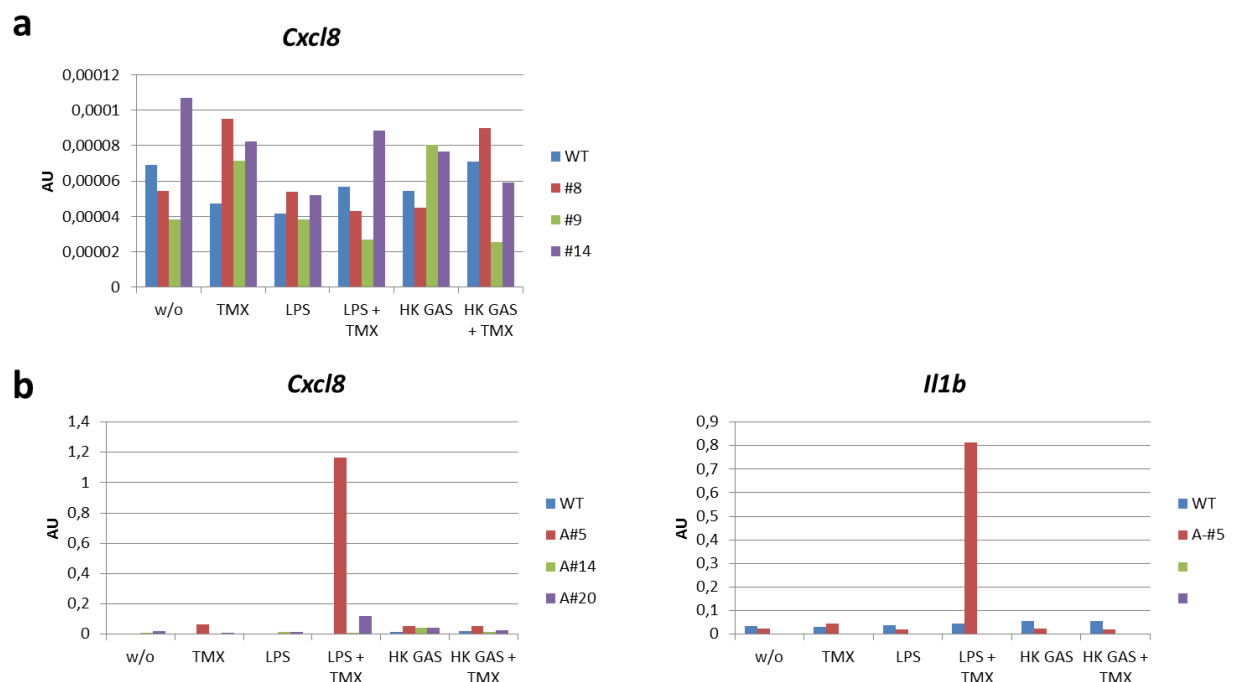 a
Cxcl8
0,00012
0,0001
0,00008
0,00006
0,00004
0,00002
0
AU
w/o
TMX
LPS
LPS +
TMX
HK GAS
HK GAS
+ TMX
WT
#8
#9
#14
b
Cxcl8
1,4
1,2
1
0,8
0,6
0,4
0,2
0
AU
w/o
TMX
LPS
LPS +
TMX
HK GAS
HK GAS +
TMX
WT
A#5
A#14
A#20
Il1b
0,9
0,8
0,7
0,6
0,5
0,4
0,3
0,2
0,1
0
AU
w/o
TMX
LPS
LPS +
TMX
HK GAS
HK GAS +
TMX
WT
A-#5